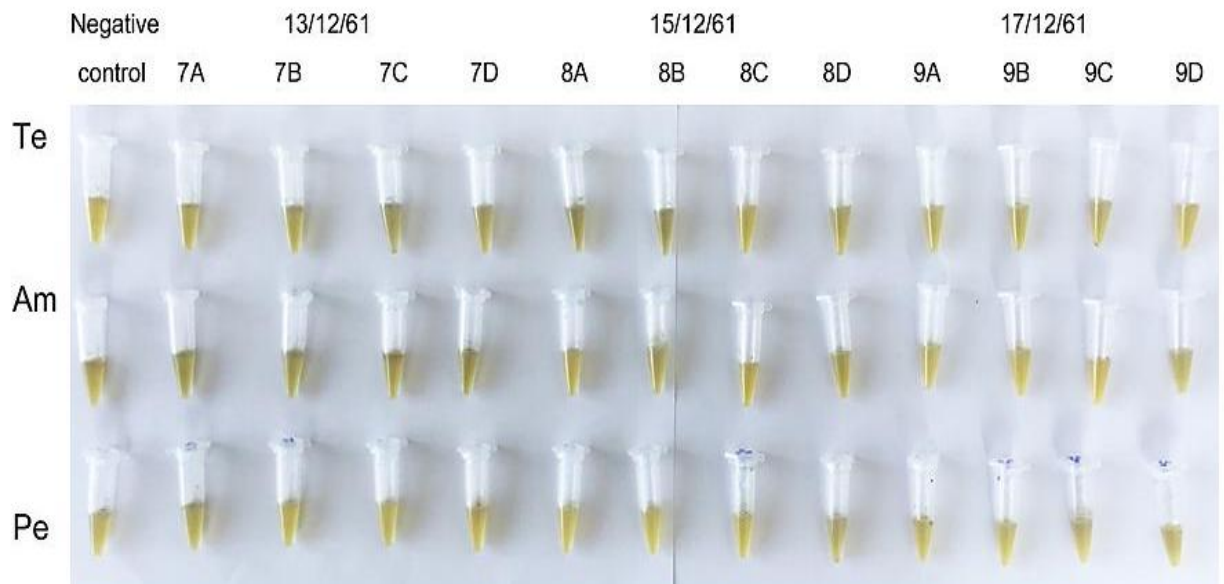 Negative 13/12/61 15/12/61 17/12/61
control 7A 7B 7C 7D 8A 8B 8C 8D 9A 9B 9C 9D
Te
Am
Pe